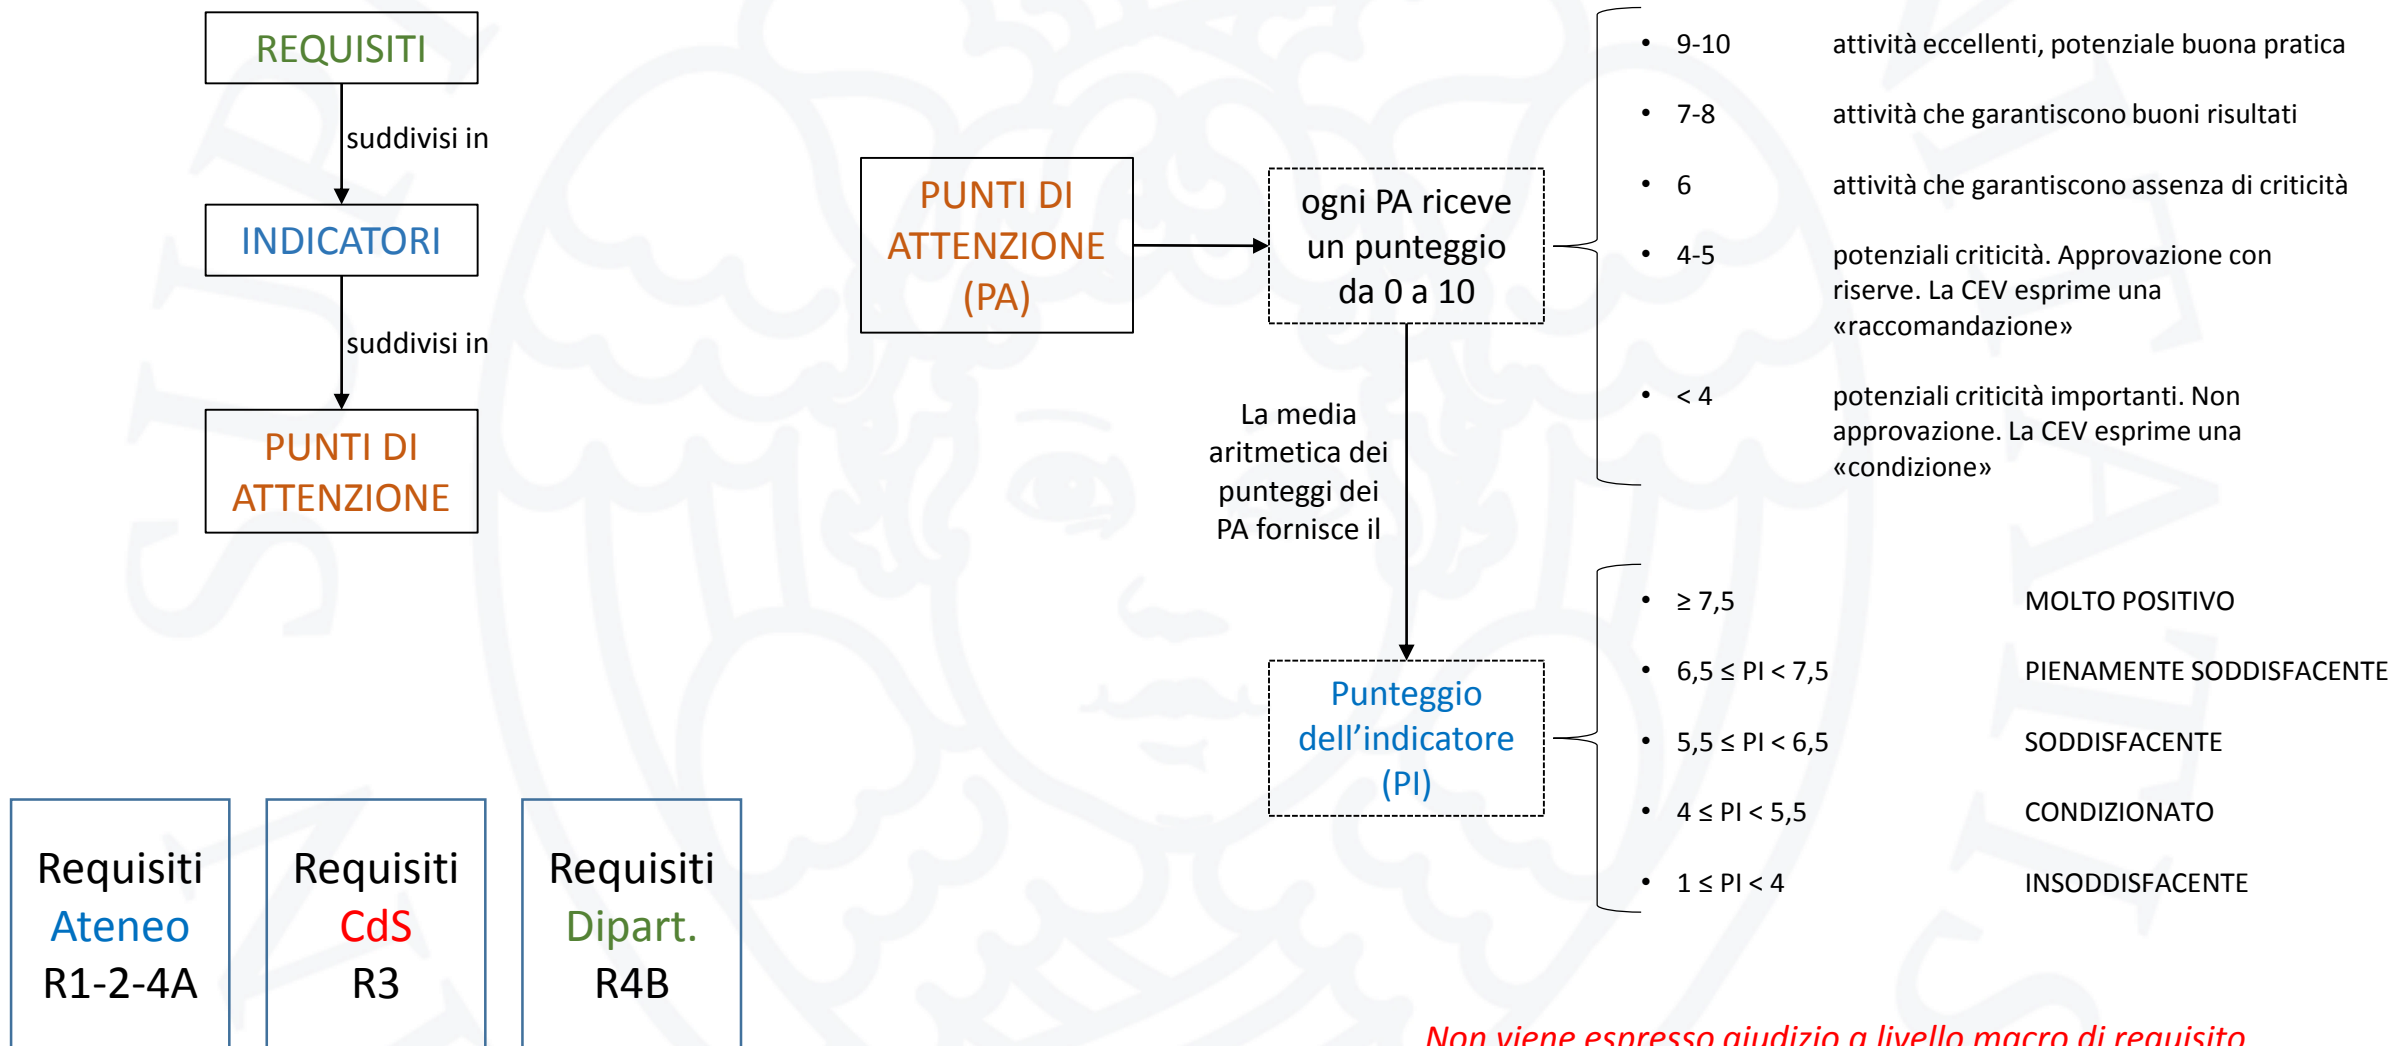 REQUISITI
suddivisi in
INDICATORI
suddivisi in
PUNTI DI
ATTENZIONE
PUNTI DI
ATTENZIONE
(PA)
ogni PA riceve
un punteggio
da 0 a 10
• 9-10 attività eccellenti, potenziale buona pratica
• 7-8 attività che garantiscono buoni risultati
• 6 attività che garantiscono assenza di criticità
• 4-5 potenziali criticità. Approvazione con
riserve. La CEV esprime una
«raccomandazione»
• < 4 potenziali criticità importanti. Non
approvazione. La CEV esprime una
«condizione»
La media
aritmetica dei
punteggi dei
PA fornisce il
Punteggio
dell’indicatore
(PI)
• ≥ 7,5 MOLTO POSITIVO
• 6,5 ≤ PI < 7,5 PIENAMENTE SODDISFACENTE
• 5,5 ≤ PI < 6,5 SODDISFACENTE
• 4 ≤ PI < 5,5 CONDIZIONATO
• 1 ≤ PI < 4 INSODDISFACENTE
Requisiti
Ateneo
R1-2-4A
Requisiti
CdS
R3
Requisiti
Dipart.
R4B
Non viene espresso giudizio a livello macro di requisito